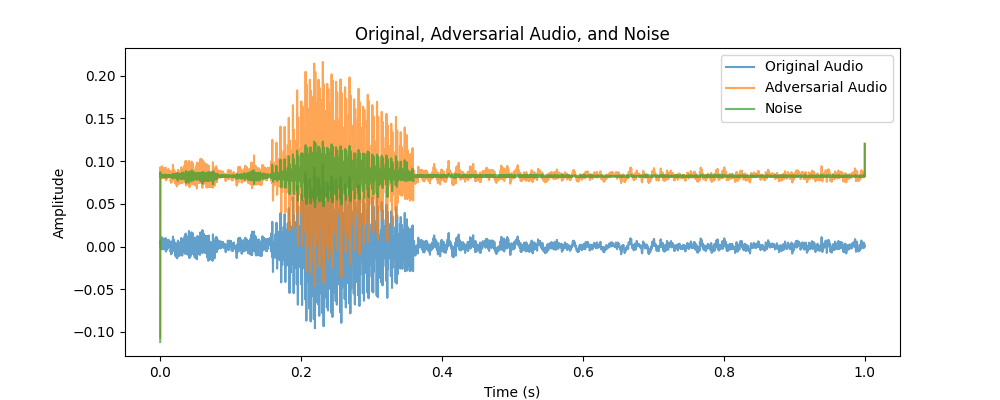 Original, Adversarial Audio, and Noise
Original Audio
Adversarial Audio
Noise
0.20
0.15
0.10
0.05
0.00
−0.05
−0.10
Amplitude
0.0 0.2 0.4 0.6 0.8 1.0
Time (s)